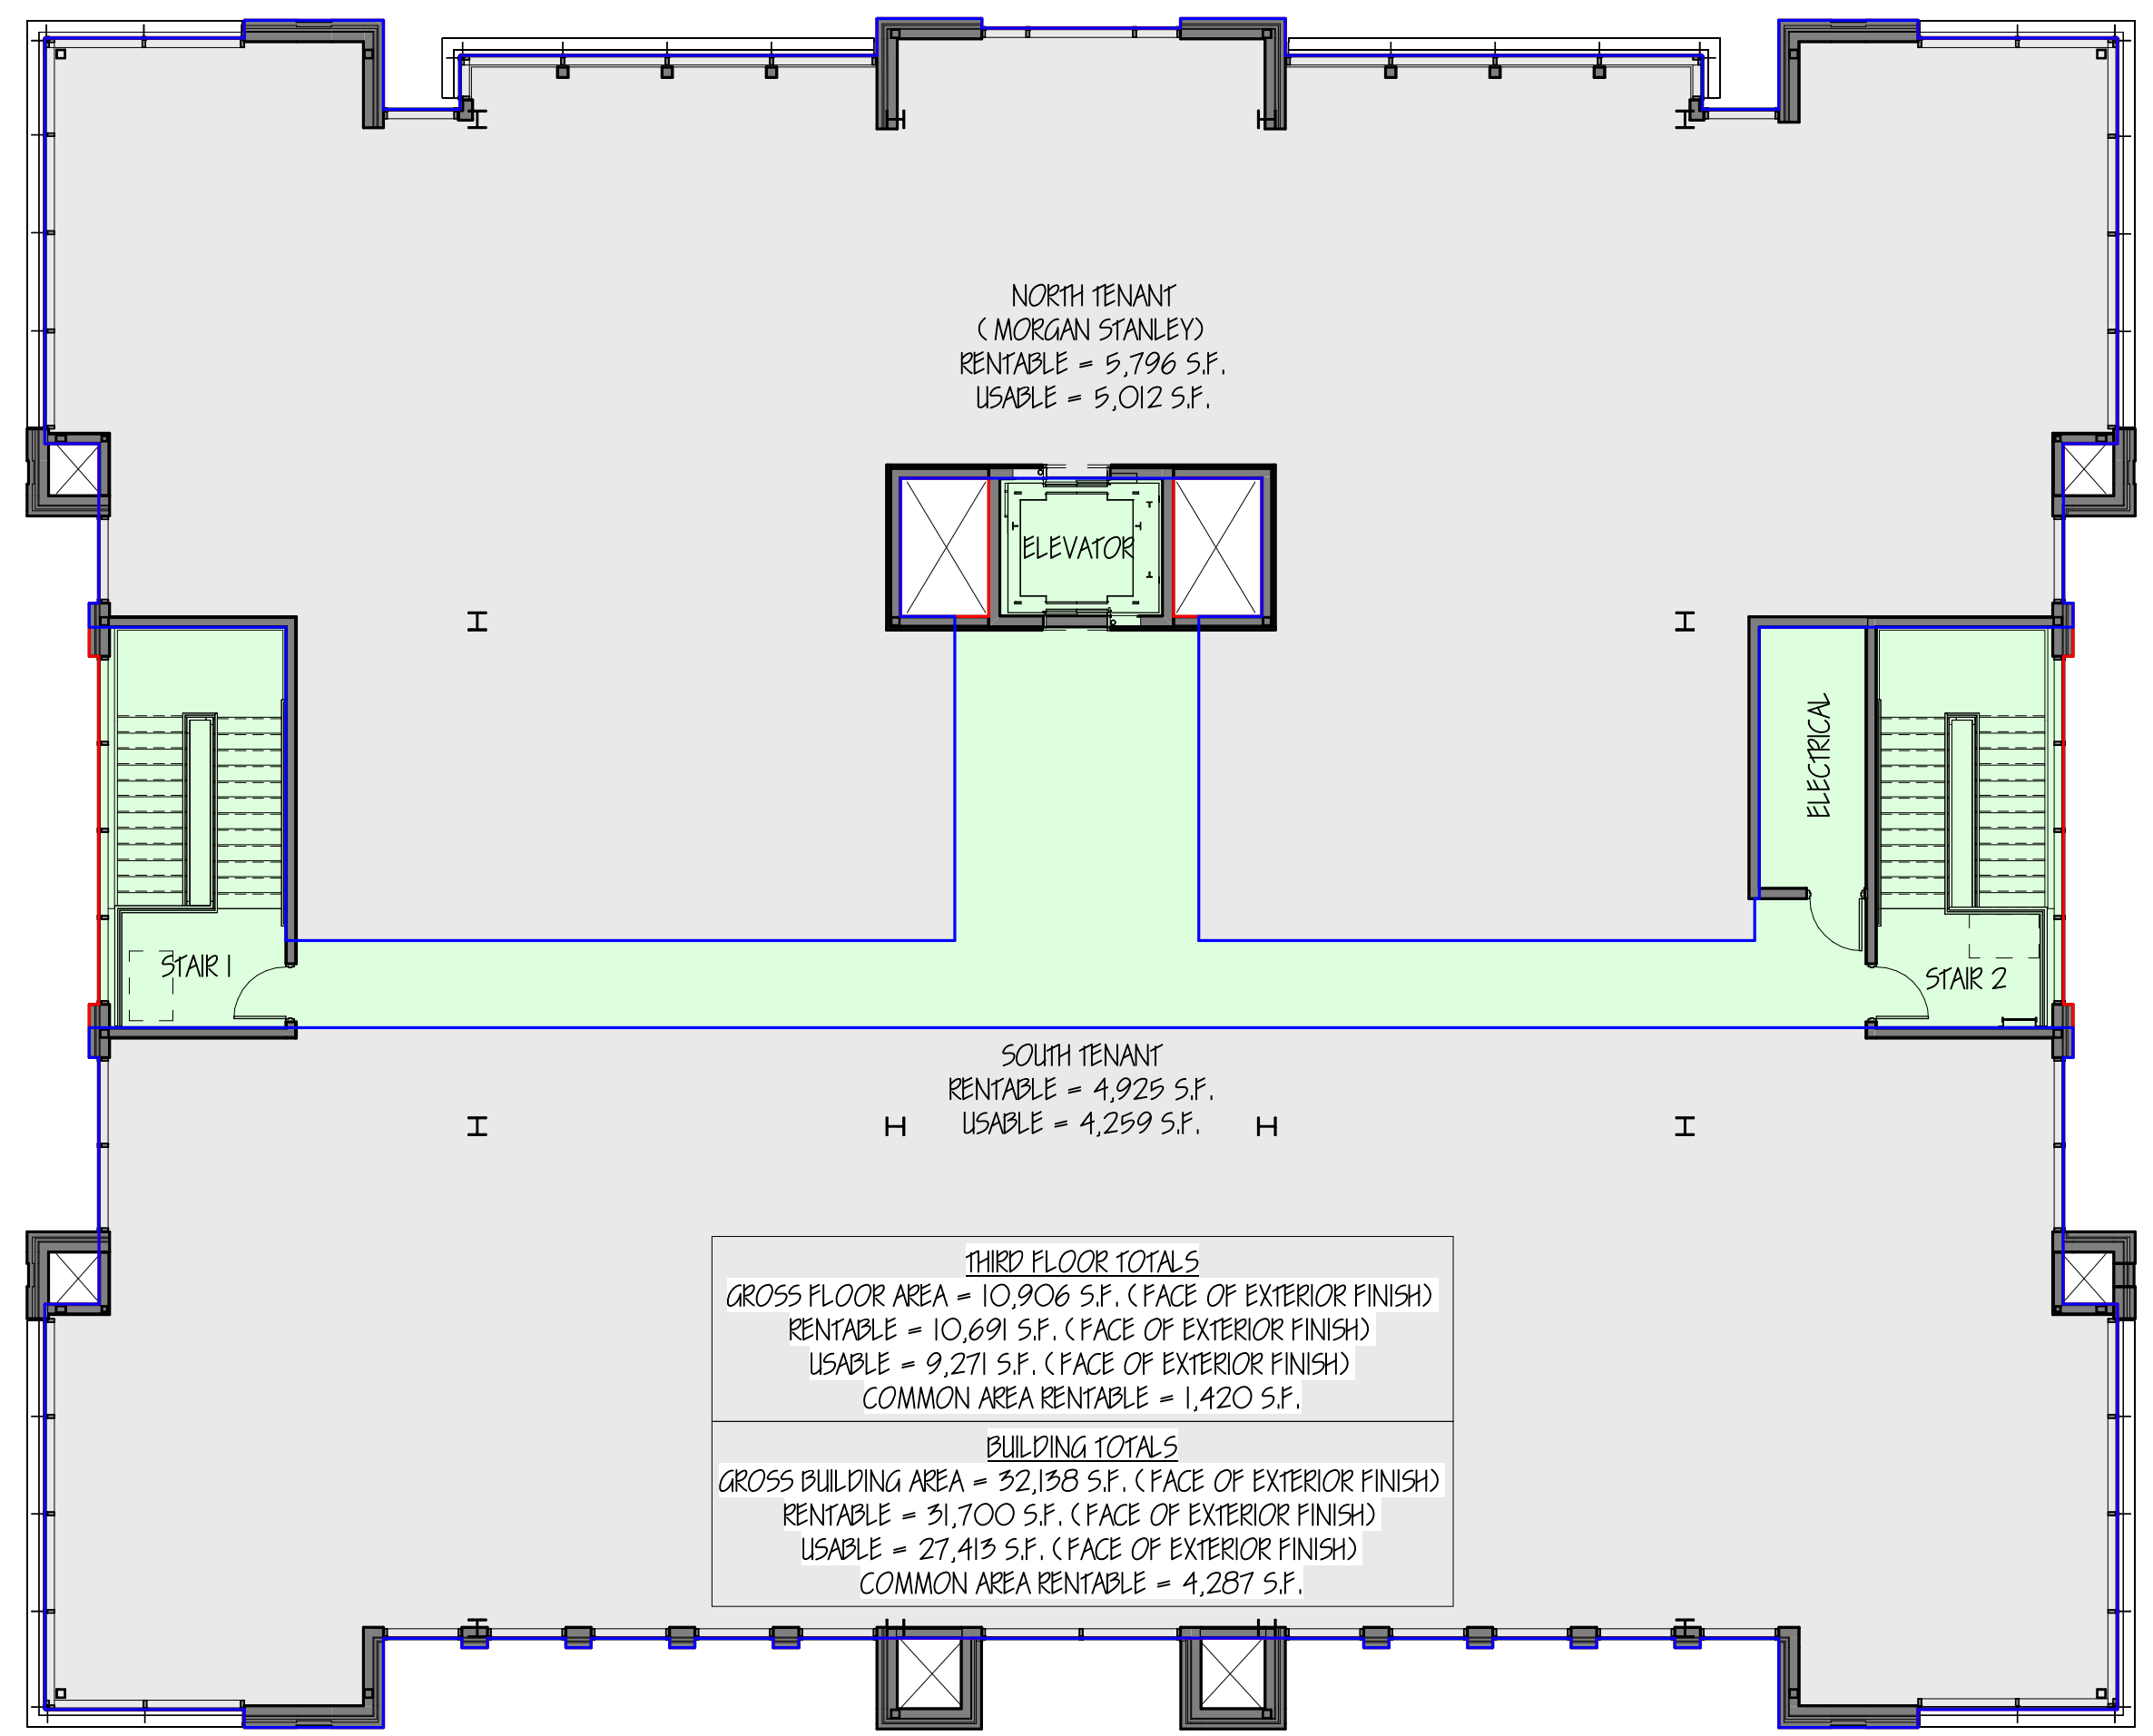 NORTH TENANT
(MORGAN STANLEY)
RENTABLE = 5,796 S.F.
USABLE = 5,012 S.F.
ELEVATOR
ELECTRICAL
STAIR 1
STAIR 2
SOUTH TENANT
RENTABLE = 4,925 S.F.
USABLE = 4,259 S.F.
THIRD FLOOR TOTALS
GROSS FLOOR AREA = 10,906 S.F. (FACE OF EXTERIOR FINISH)
RENTABLE = 10,691 S.F. (FACE OF EXTERIOR FINISH)
USABLE = 9,271 S.F. (FACE OF EXTERIOR FINISH)
COMMON AREA RENTABLE = 1,420 S.F.
BUILDING TOTALS
GROSS BUILDING AREA = 32,138 S.F. (FACE OF EXTERIOR FINISH)
RENTABLE = 31,700 S.F. (FACE OF EXTERIOR FINISH)
USABLE = 27,413 S.F. (FACE OF EXTERIOR FINISH)
COMMON AREA RENTABLE = 4,287 S.F.